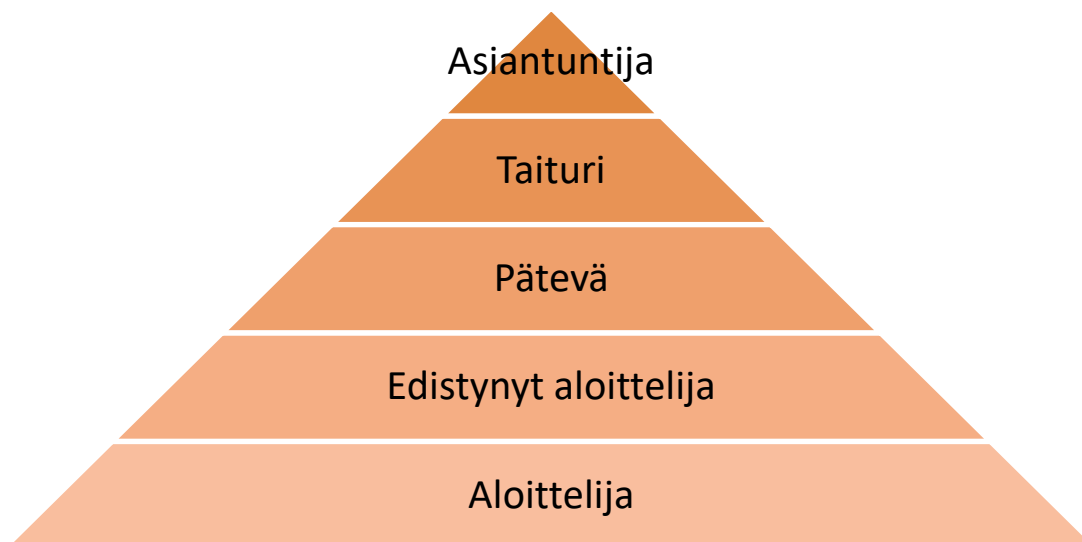 Asiantuntija
Taituri
Pätevä
Edistynyt aloittelija
Aloittelija